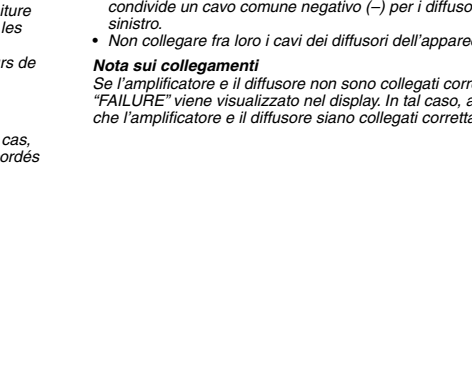 iture
les
rs de
cas,
ordés
condivide un cavo comune negativo (–) per i diffuso
sinistro.
• Non collegare fra loro i cavi dei diffusori dell’apparec
Nota sui collegamenti
Se l’amplificatore e il diffusore non sono collegati corre
“FAILURE” viene visualizzato nel display. In tal caso, a
che l’amplificatore e il diffusore siano collegati corretta